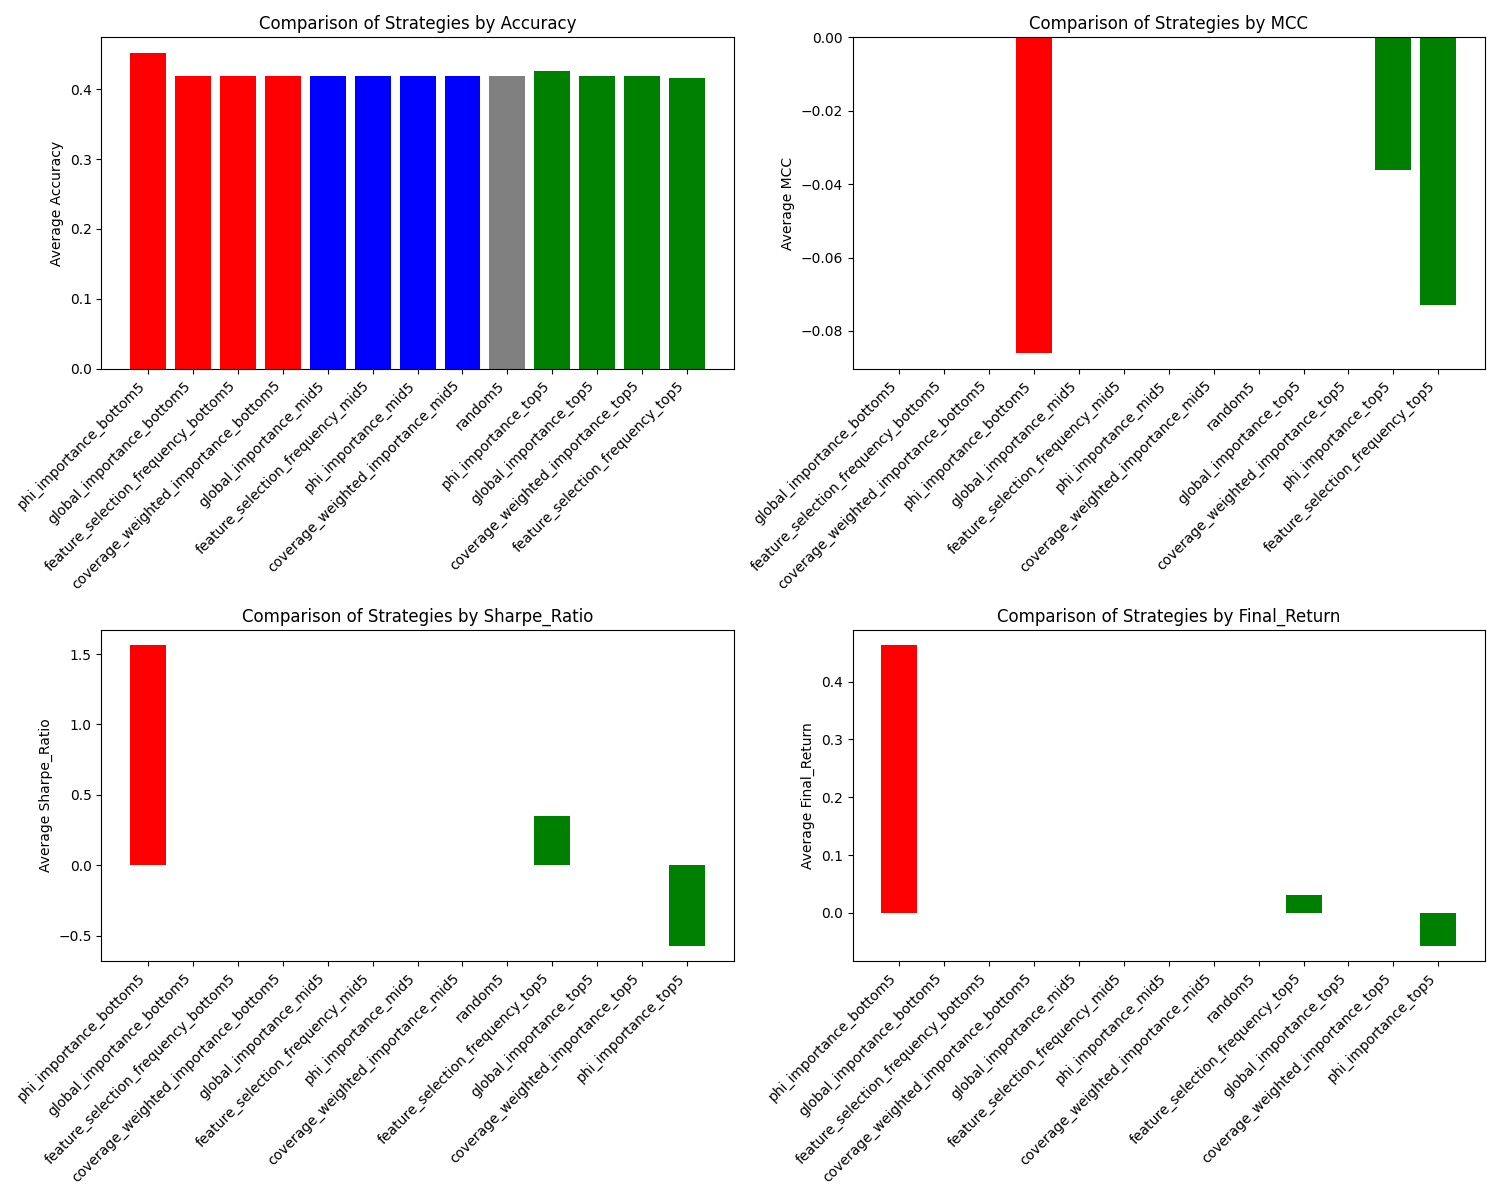 Comparison of Strategies by Accuracy
Average Accuracy
0.4
0.3
0.2
0.1
0.0
phi_importance_bottom5
global_importance_bottom5
feature_selection_frequency_bottom5
coverage_weighted_importance_bottom5
global_importance_mid5
feature_selection_frequency_mid5
phi_importance_mid5
coverage_weighted_importance_mid5
random5
phi_importance_top5
global_importance_top5
coverage_weighted_importance_top5
feature_selection_frequency_top5
Comparison of Strategies by MCC
Average MCC
0.00
−0.02
−0.04
−0.06
−0.08
global_importance_bottom5
feature_selection_frequency_bottom5
coverage_weighted_importance_bottom5
phi_importance_bottom5
global_importance_mid5
feature_selection_frequency_mid5
phi_importance_mid5
coverage_weighted_importance_mid5
random5
global_importance_top5
coverage_weighted_importance_top5
phi_importance_top5
feature_selection_frequency_top5
Comparison of Strategies by Sharpe_Ratio
Average Sharpe_Ratio
1.5
1.0
0.5
0.0
−0.5
phi_importance_bottom5
global_importance_bottom5
feature_selection_frequency_bottom5
coverage_weighted_importance_bottom5
global_importance_mid5
feature_selection_frequency_mid5
phi_importance_mid5
coverage_weighted_importance_mid5
random5
feature_selection_frequency_top5
global_importance_top5
coverage_weighted_importance_top5
phi_importance_top5
Comparison of Strategies by Final_Return
Average Final_Return
0.4
0.3
0.2
0.1
0.0
phi_importance_bottom5
global_importance_bottom5
feature_selection_frequency_bottom5
coverage_weighted_importance_bottom5
global_importance_mid5
feature_selection_frequency_mid5
phi_importance_mid5
coverage_weighted_importance_mid5
random5
feature_selection_frequency_top5
global_importance_top5
coverage_weighted_importance_top5
phi_importance_top5